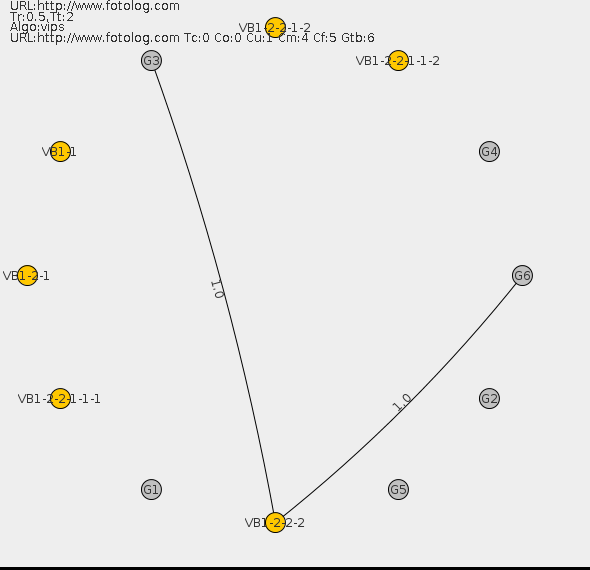 URL:http://www.fotolog.com
Tr:0.5,Tt:2
Algo:vips
URL:http://www.fotolog.com Tc:0 Co:0 Cu:1 Cm:4 Cf:5 Gtb:6
VB1-2-2-1-2
G3
VB1-2-2-1-1-2
VB1-1
G4
VB1-2-1
G6
1.0
VB1-2-2-1-1-1
1.0
G2
G1
G5
VB1-2-2-2